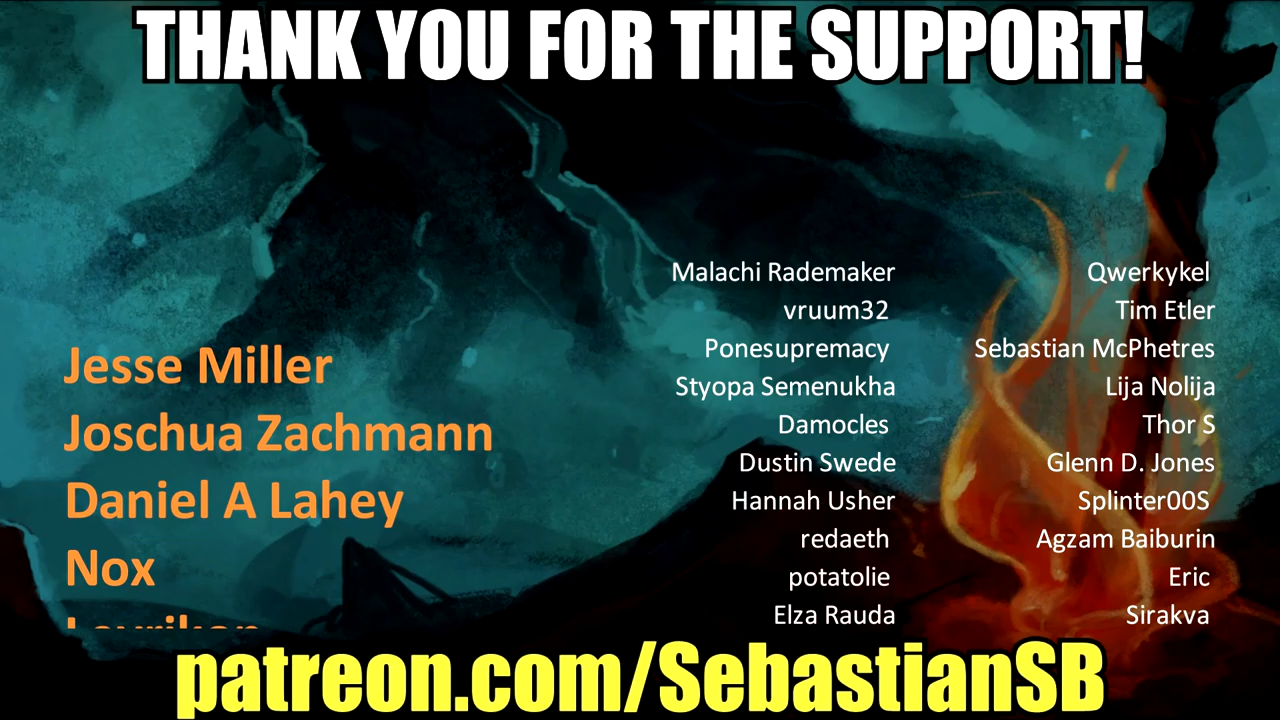 THANK YOU FOR THE SUPPORT!
Jesse Miller
Joschua Zachmann
Daniel A Lahey
Nox
Malachi Rademaker
vruum32
Ponesupremacy
Styopa Semenukha
Damocles
Dustin Swede
Hannah Usher
redaeth
potatolie
Elza Rauda
Qwerkykel
Tim Etler
Sebastian McPhetres
Lija Nolija
Thor S
Glenn D. Jones
Splinter00S
Agzam Baiburin
Eric
Sirakva
patreon.com/SebastianSB